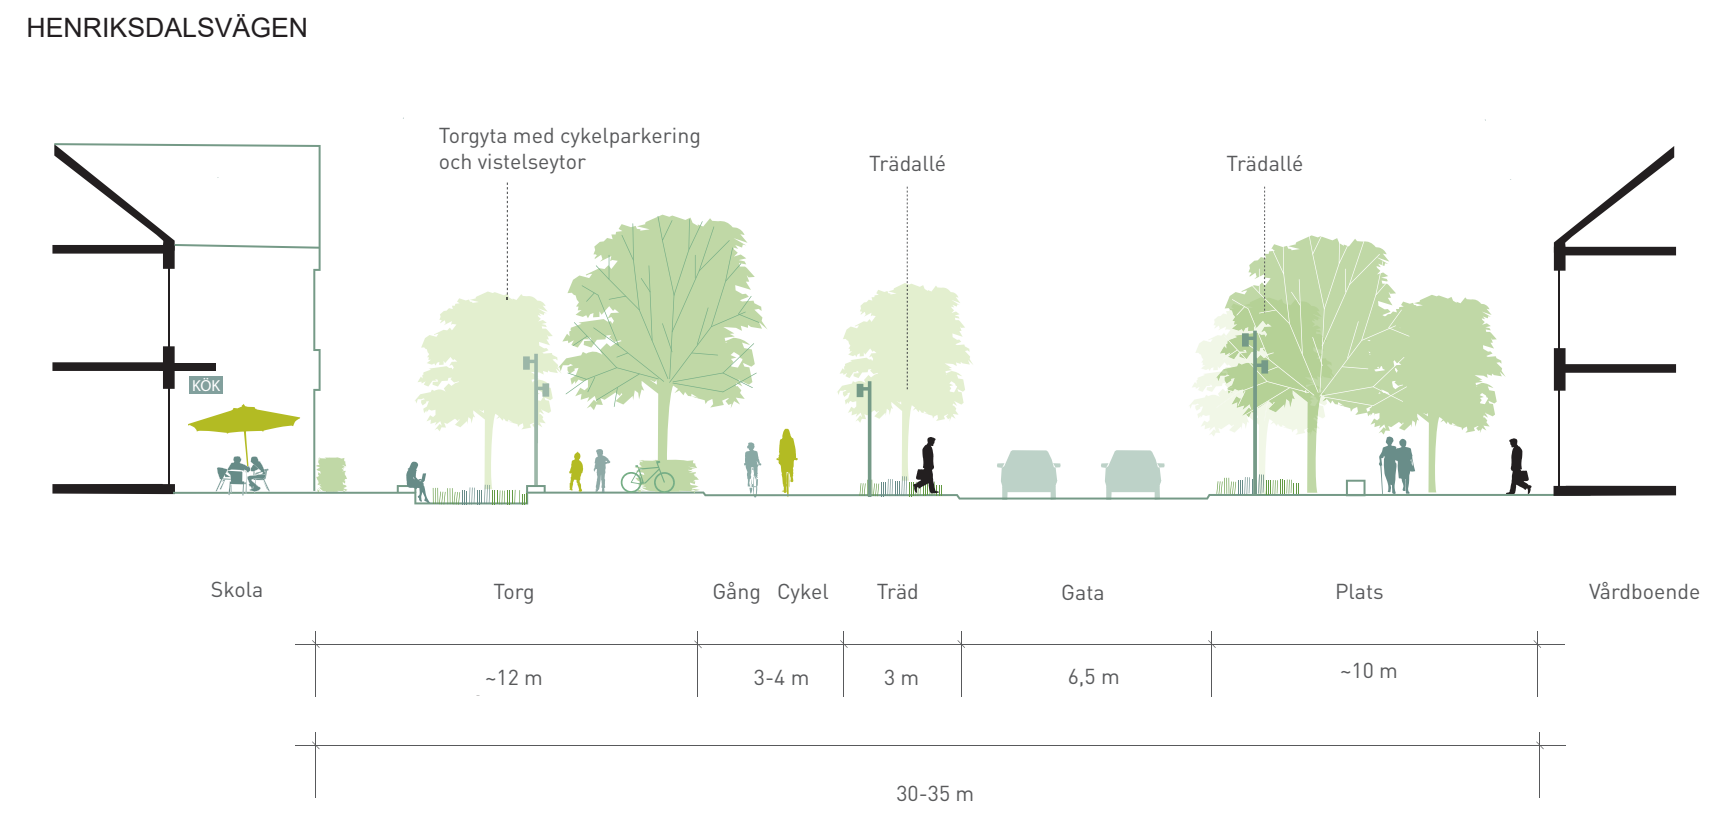 HENRIKSDALSVÄGEN
Torgyta med cykelparkering
och vistelseytor
Trädallé
Trädallé
KÖK
Skola
Torg
Gång
Cykel
Träd
Gata
Plats
Vårdboende
~12 m
3-4 m
3 m
6,5 m
~10 m
30-35 m